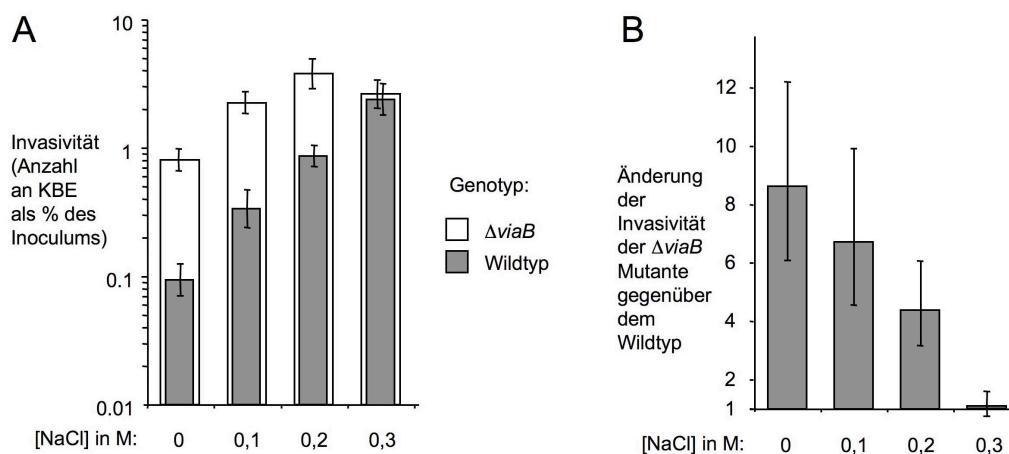 A
10
1
0.1
0.01
Invasivität
(Anzahl
an KBE
als % des
Inoculums)
[NaCl] in M: 0 0,1 0,2 0,3
Genotyp:
ΔviaB
Wildtyp
B
12
10
8
6
4
2
1
Änderung
der
Invasivität
der ΔviaB
Mutante
gegenüber
dem
Wildtyp
[NaCl] in M: 0 0,1 0,2 0,3